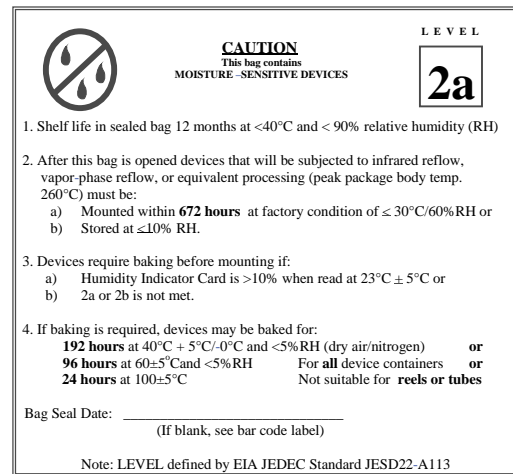 LEVEL
CAUTION
This bag contains
MOISTURE –SENSITIVE DEVICES
2a
1. Shelf life in sealed bag 12 months at <40°C and < 90% relative humidity (RH)
2. After this bag is opened devices that will be subjected to infrared reflow,
vapor-phase reflow, or equivalent processing (peak package body temp.
260°C) must be:
a) Mounted within 672 hours at factory condition of ≤ 30°C/60%RH or
b) Stored at ≤10% RH.
3. Devices require baking before mounting if:
a) Humidity Indicator Card is >10% when read at 23°C ± 5°C or
b) 2a or 2b is not met.
4. If baking is required, devices may be baked for:
192 hours at 40°C + 5°C/-0°C and <5%RH (dry air/nitrogen) or
96 hours at 60±5°Cand <5%RH For all device containers or
24 hours at 100±5°C Not suitable for reels or tubes
Bag Seal Date: ______________________________
(If blank, see bar code label)
Note: LEVEL defined by EIA JEDEC Standard JESD22-A113